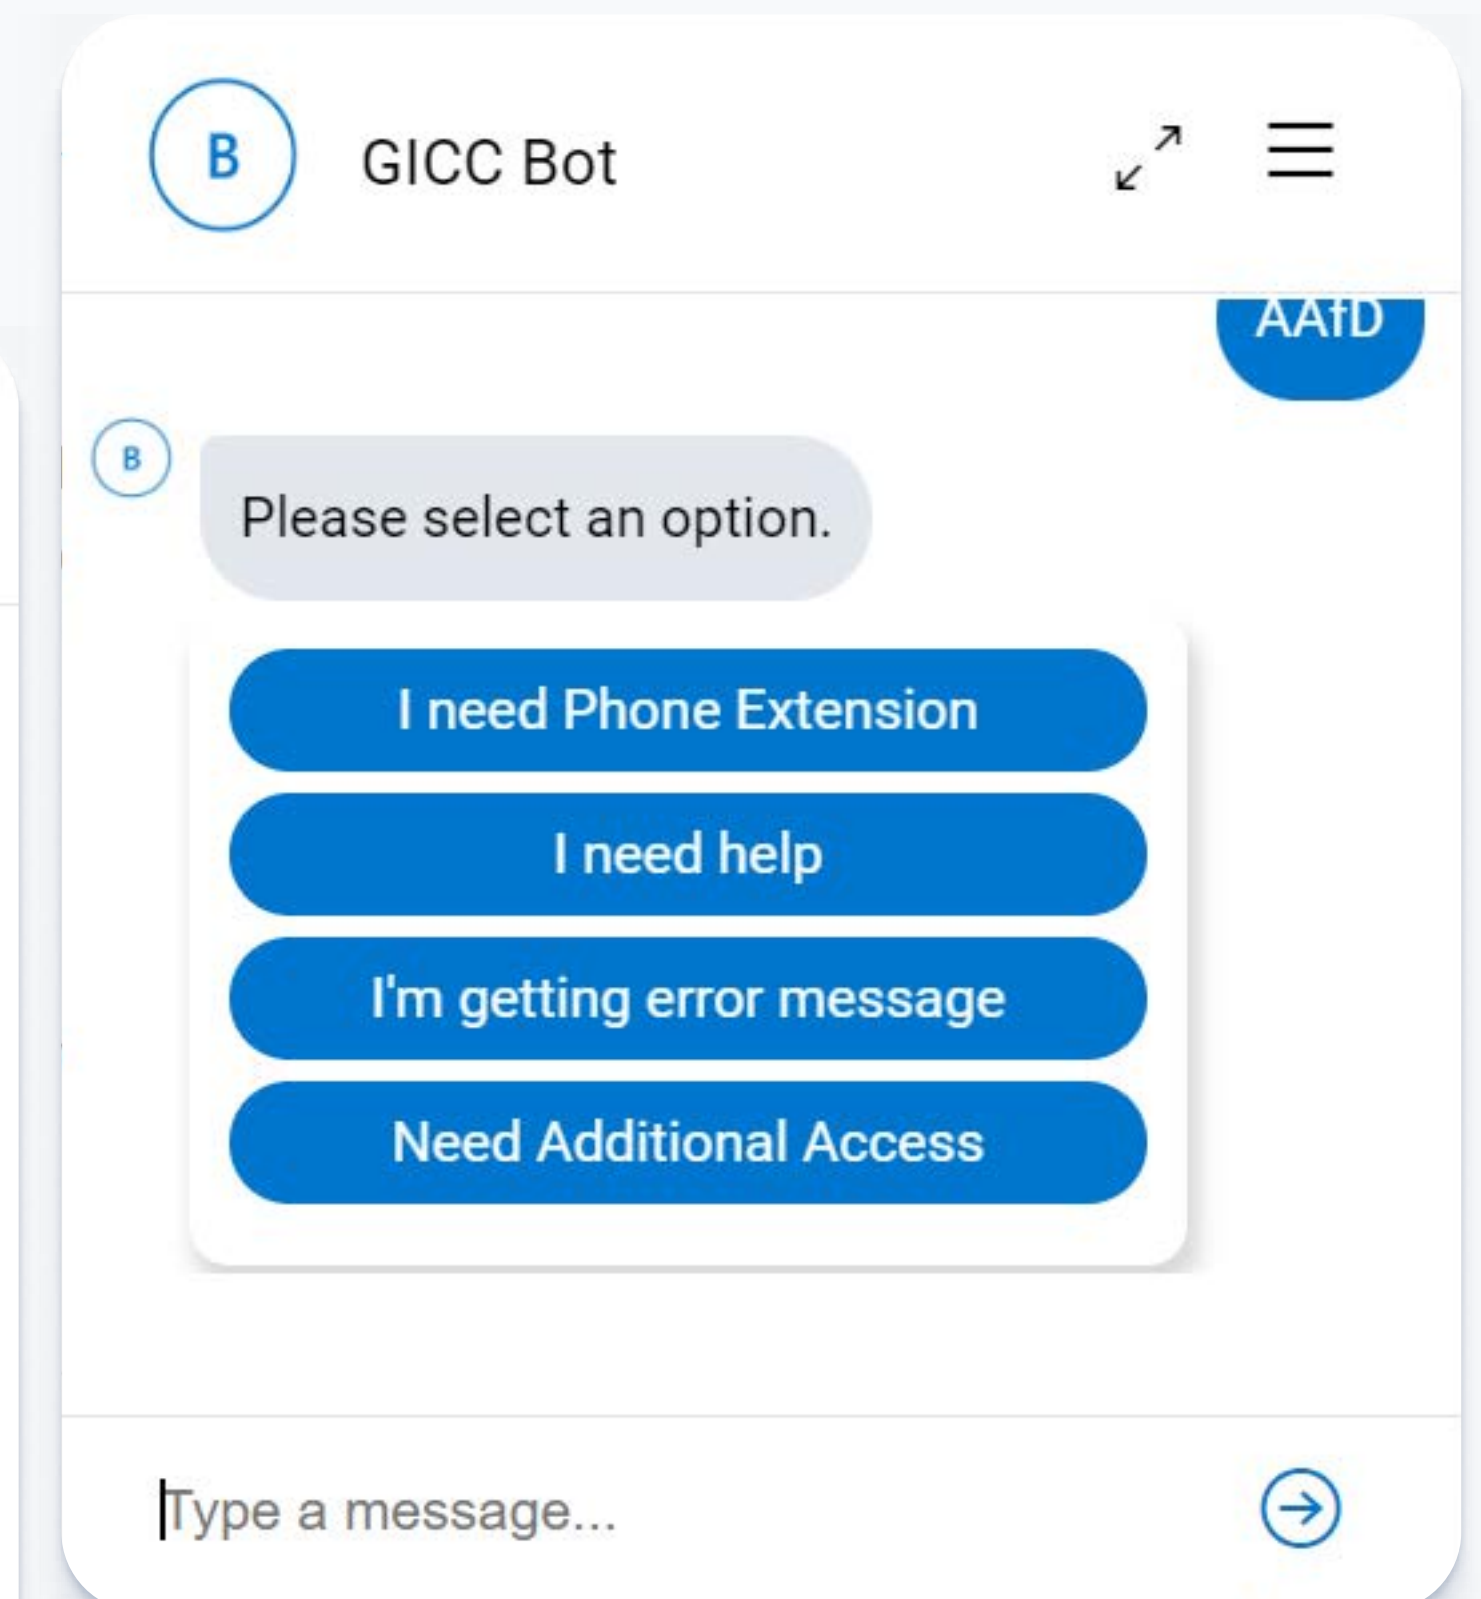 B
GICC Bot
AAfD
B
Please select an option.
I need Phone Extension
I need help
I'm getting error message
Need Additional Access
Type a message...